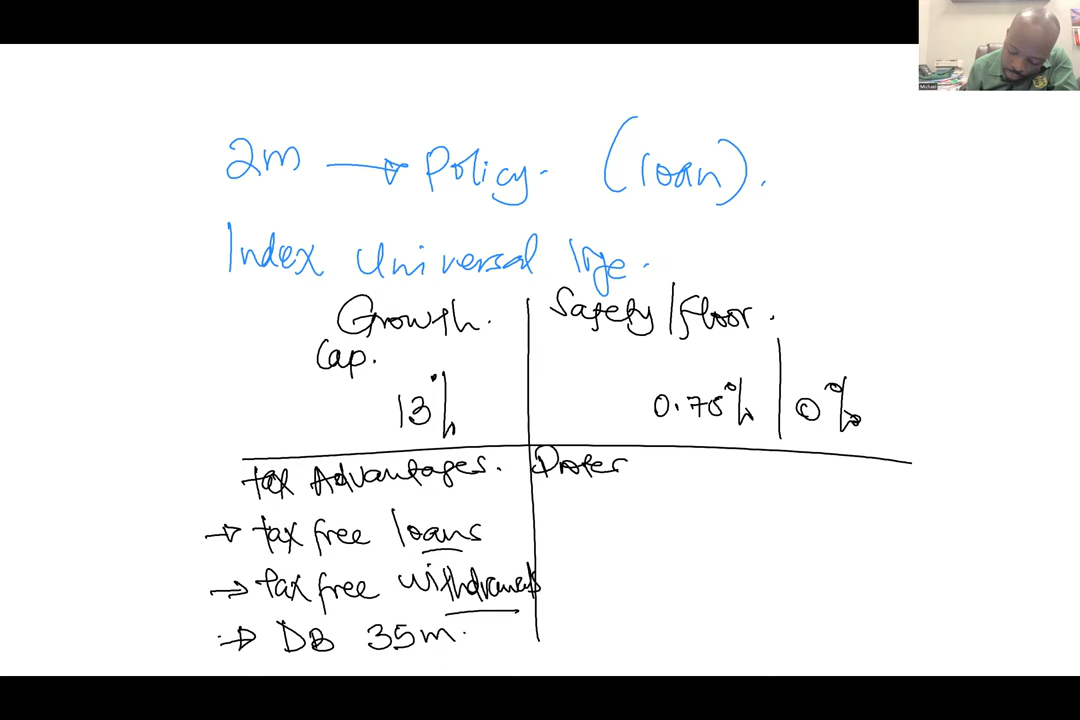 2m → Policy. (loan).
Index Universal life.
Growth. Safety/floor.
Cap.
13% 0.75% 0%
tax Advantages.
→ tax free loans
→ tax free withdrawals
→ DB 35m.
Michael